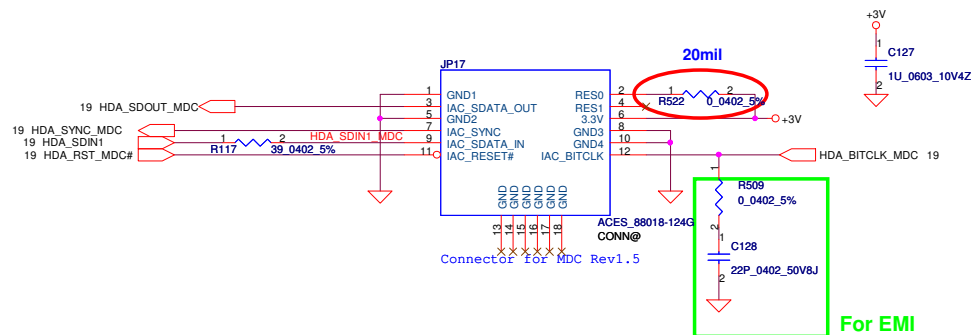 +3V
1
C127
1U_0603_10V4Z
2
20mil
JP17
1 GND1 RES0 2 1 2
R522 0_0402_5%
19 HDA_SDOUT_MDC 3 IAC_SDATA_OUT RES1 4
5 GND2 3.3V 6 +3V
19 HDA_SYNC_MDC 7 IAC_SYNC GND3 8
19 HDA_SDIN1 1 2 HDA_SDIN1_MDC 9 IAC_SDATA_IN GND4 10
R117 39_0402_5%
19 HDA_RST_MDC# 11 IAC_RESET# IAC_BITCLK 12 HDA_BITCLK_MDC 19
1
R509
0_0402_5%
2
GND GND GND GND GND GND
13 14 15 16 17 18
ACES_88018-124G
CONN@
Connector for MDC Rev1.5
1
C128
22P_0402_50V8J
2
For EMI